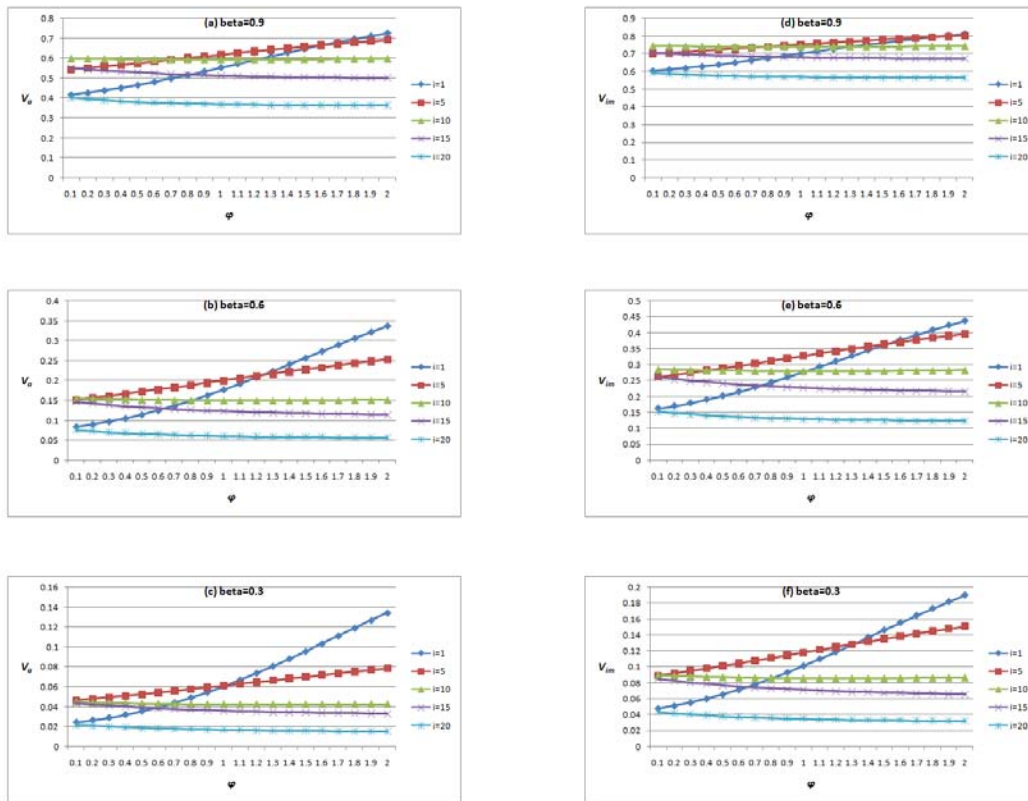 (a) beta=0.9
0.8
0.7
0.6
0.5
0.4
0.3
0.2
0.1
0
Va
0.1 0.2 0.3 0.4 0.5 0.6 0.7 0.8 0.9 1 1.1 1.2 1.3 1.4 1.5 1.6 1.7 1.8 1.9 2
φ
i=1
i=5
i=10
i=15
i=20
(d) beta=0.9
0.9
0.8
0.7
0.6
0.5
0.4
0.3
0.2
0.1
0
Vim
0.1 0.2 0.3 0.4 0.5 0.6 0.7 0.8 0.9 1 1.1 1.2 1.3 1.4 1.5 1.6 1.7 1.8 1.9 2
φ
i=1
i=5
i=10
i=15
i=20
(b) beta=0.6
0.4
0.35
0.3
0.25
0.2
0.15
0.1
0.05
0
Va
0.1 0.2 0.3 0.4 0.5 0.6 0.7 0.8 0.9 1 1.1 1.2 1.3 1.4 1.5 1.6 1.7 1.8 1.9 2
φ
i=1
i=5
i=10
i=15
i=20
(e) beta=0.6
0.5
0.45
0.4
0.35
0.3
0.25
0.2
0.15
0.1
0.05
0
Vim
0.1 0.2 0.3 0.4 0.5 0.6 0.7 0.8 0.9 1 1.1 1.2 1.3 1.4 1.5 1.6 1.7 1.8 1.9 2
φ
i=1
i=5
i=10
i=15
i=20
(c) beta=0.3
0.16
0.14
0.12
0.1
0.08
0.06
0.04
0.02
0
Va
0.1 0.2 0.3 0.4 0.5 0.6 0.7 0.8 0.9 1 1.1 1.2 1.3 1.4 1.5 1.6 1.7 1.8 1.9 2
φ
i=1
i=5
i=10
i=15
i=20
(f) beta=0.3
0.2
0.18
0.16
0.14
0.12
0.1
0.08
0.06
0.04
0.02
0
Vim
0.1 0.2 0.3 0.4 0.5 0.6 0.7 0.8 0.9 1 1.1 1.2 1.3 1.4 1.5 1.6 1.7 1.8 1.9 2
φ
i=1
i=5
i=10
i=15
i=20